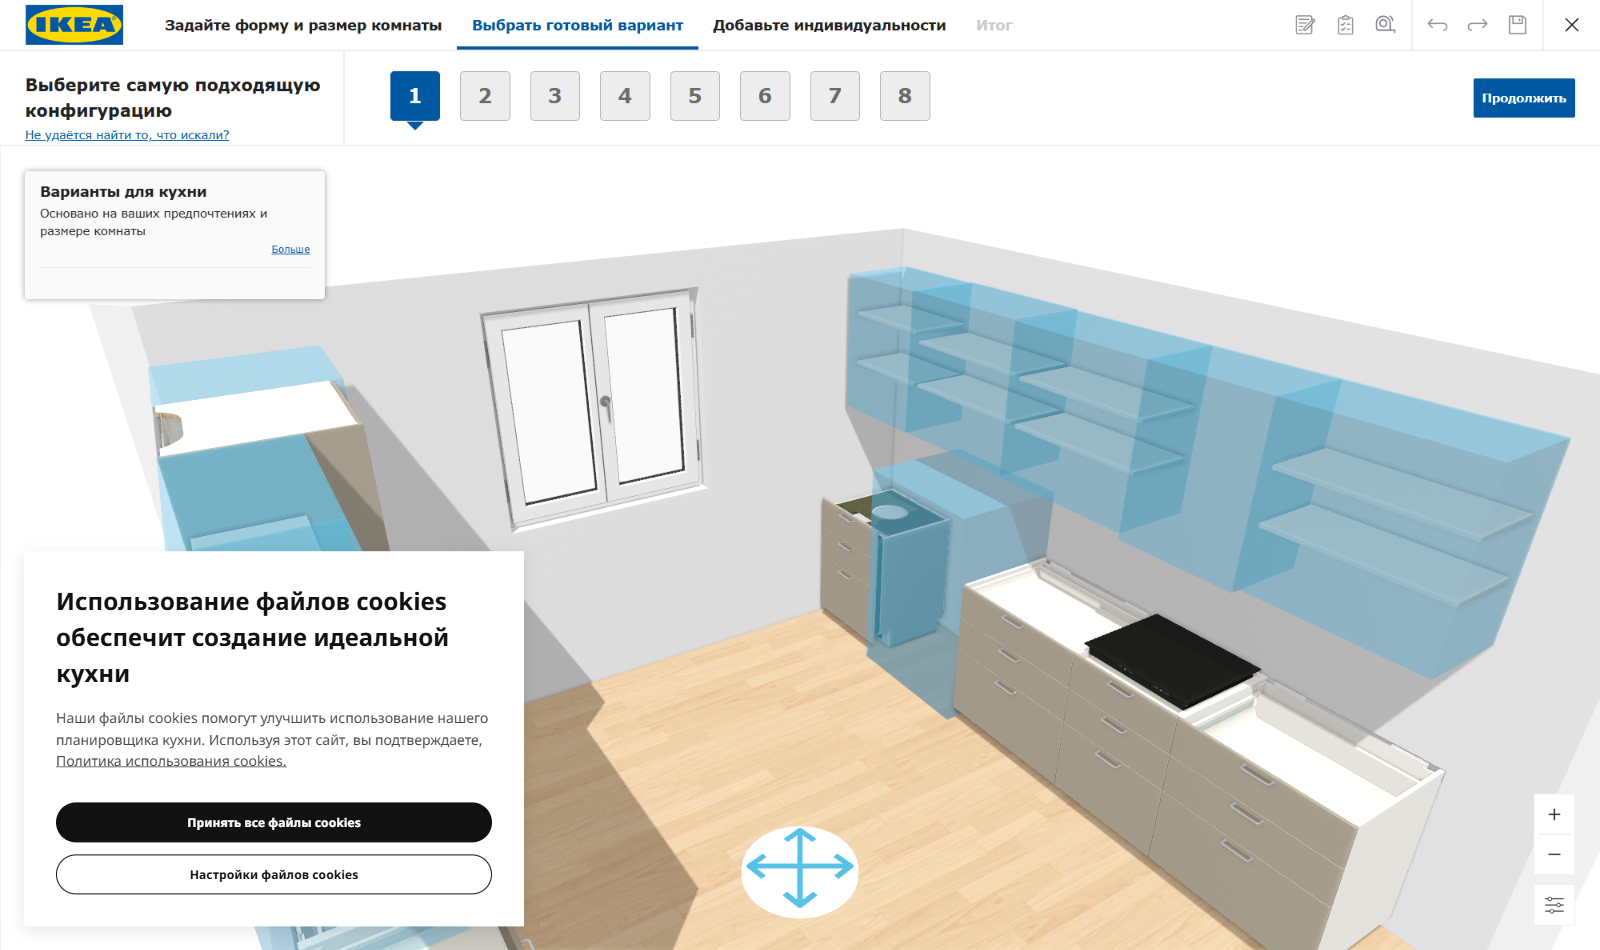 IKEA
Задайте форму и размер комнаты
Выбрать готовый вариант
Добавьте индивидуальности
Итог
Выберите самую подходящую
конфигурацию
Не удаётся найти то, что искали?
1
2
3
4
5
6
7
8
Продолжить
Варианты для кухни
Основано на ваших предпочтениях и
размере комнаты
Больше
Использование файлов cookies
обеспечит создание идеальной
кухни
Наши файлы cookies помогут улучшить использование нашего
планировщика кухни. Используя этот сайт, вы подтверждаете,
Политика использования cookies.
Принять все файлы cookies
Настройки файлов cookies